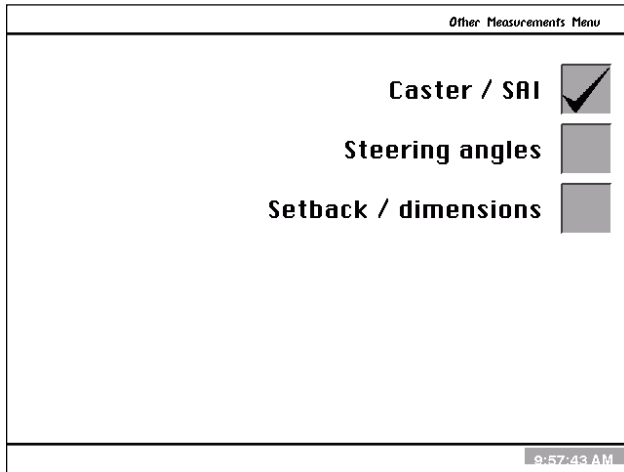 Other Measurements Menu
Caster / SAI
Steering angles
Setback / dimensions
9:57:43 AM